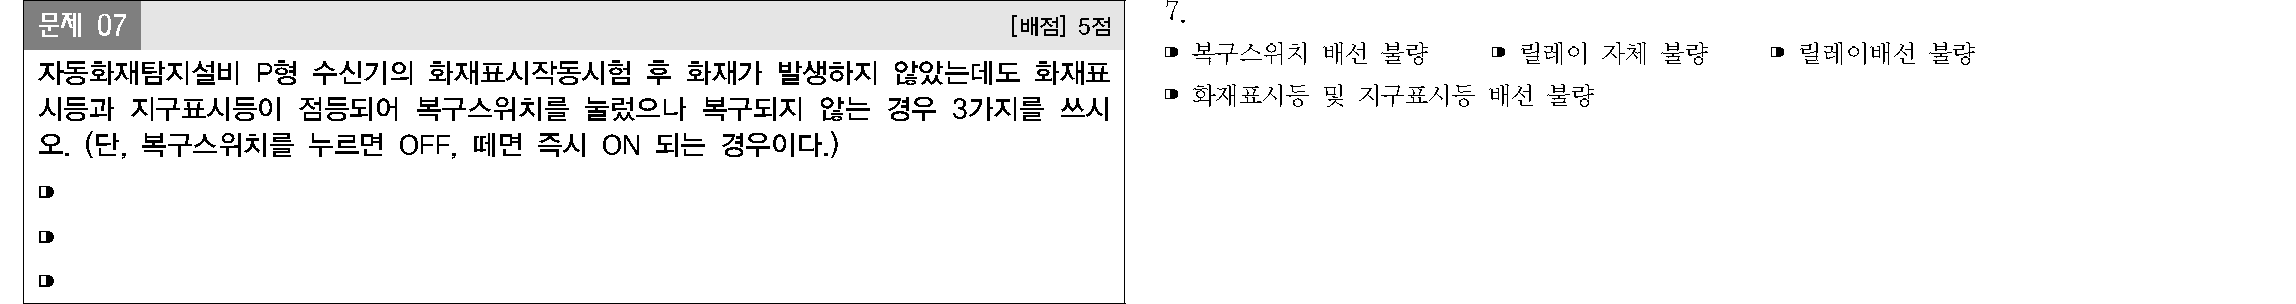 문제 07 [배점] 5점
자동화재탐지설비 P형 수신기의 화재표시작동시험 후 화재가 발생하지 않았는데도 화재표
시등과 지구표시등이 점등되어 복구스위치를 눌렀으나 복구되지 않는 경우 3가지를 쓰시
오. (단, 복구스위치를 누르면 OFF, 떼면 즉시 ON 되는 경우이다.)
7.
복구스위치 배선 불량 릴레이 자체 불량 릴레이배선 불량
화재표시등 및 지구표시등 배선 불량